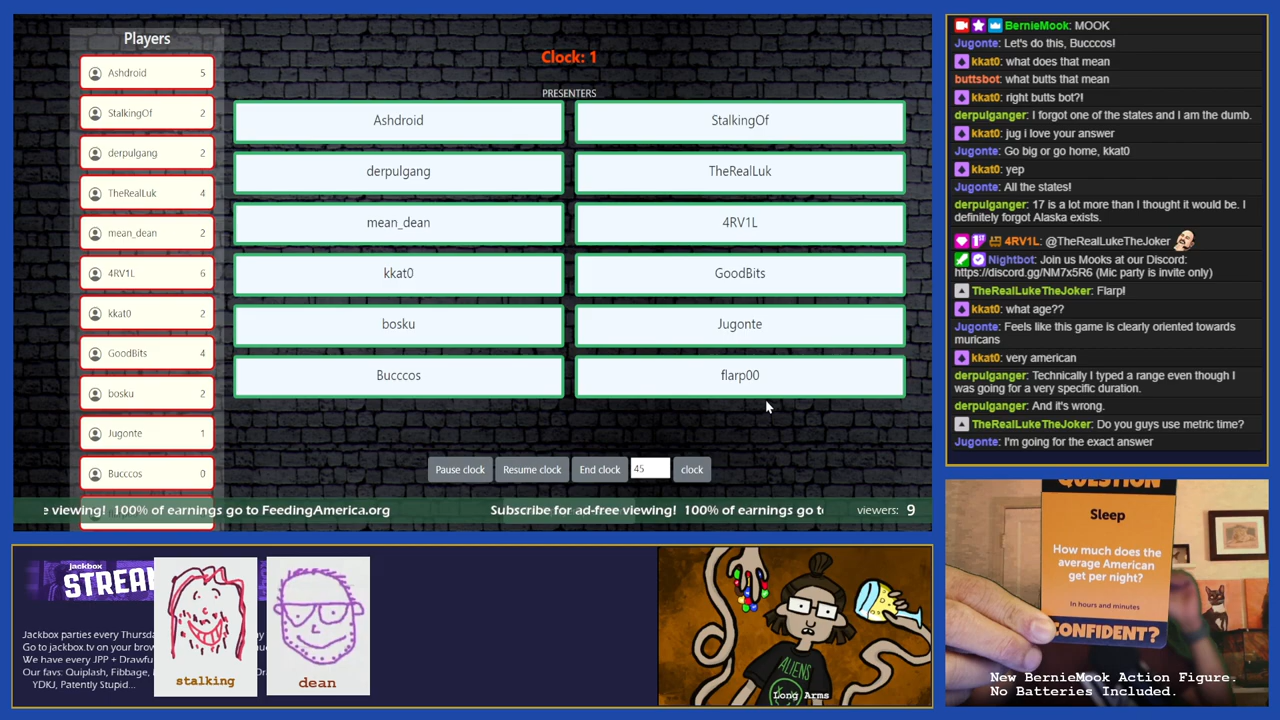 Players
Ashdroid 5
StalkingOf 2
derpulgang 2
TheRealLuk 4
mean_dean 2
4RV1L 6
kkat0 2
GoodBits 4
bosku 2
Jugonte 1
Bucccos 0
Clock: 1
PRESENTERS
Ashdroid
StalkingOf
derpulgang
TheRealLuk
mean_dean
4RV1L
kkat0
GoodBits
bosku
Jugonte
Bucccos
flarp00
Pause clock
Resume clock
End clock
45
clock
e viewing! 100% of earnings go to FeedingAmerica.org
Subscribe for ad-free viewing! 100% of earnings go t
viewers: 9
BernieMook: MOOK
Jugonte: Let's do this, Bucccos!
kkat0: what does that mean
buttsbot: what butts that mean
kkat0: right butts bot?!
derpulganger: I forgot one of the states and I am the dumb.
kkat0: jug i love your answer
Jugonte: Go big or go home, kkat0
kkat0: yep
Jugonte: All the states!
derpulganger: 17 is a lot more than I thought it would be. I
definitely forgot Alaska exists.
4RV1L: @TheRealLukeTheJoker
Nightbot: Join us Mooks at our Discord:
https://discord.gg/NM7x5R6 (Mic party is invite only)
TheRealLukeTheJoker: Flarp!
kkat0: what age??
Jugonte: Feels like this game is clearly oriented towards
muricans
kkat0: very american
derpulganger: Technically I typed a range even though I
was going for a very specific duration.
derpulganger: And it's wrong.
TheRealLukeTheJoker: Do you guys use metric time?
Jugonte: I'm going for the exact answer
jackbox
STREA
Jackbox parties every Thursda
Go to jackbox.tv on your brow
We have every JPP + Drawfu
Our favs: Quiplash, Fibbage,
YDKJ, Patently Stupid...
stalking
dean
ALIENS
Long Arms
QUESTION
Sleep
How much does the
average American
get per night?
In hours and minutes
CONFIDENT?
New BernieMook Action Figure.
No Batteries Included.